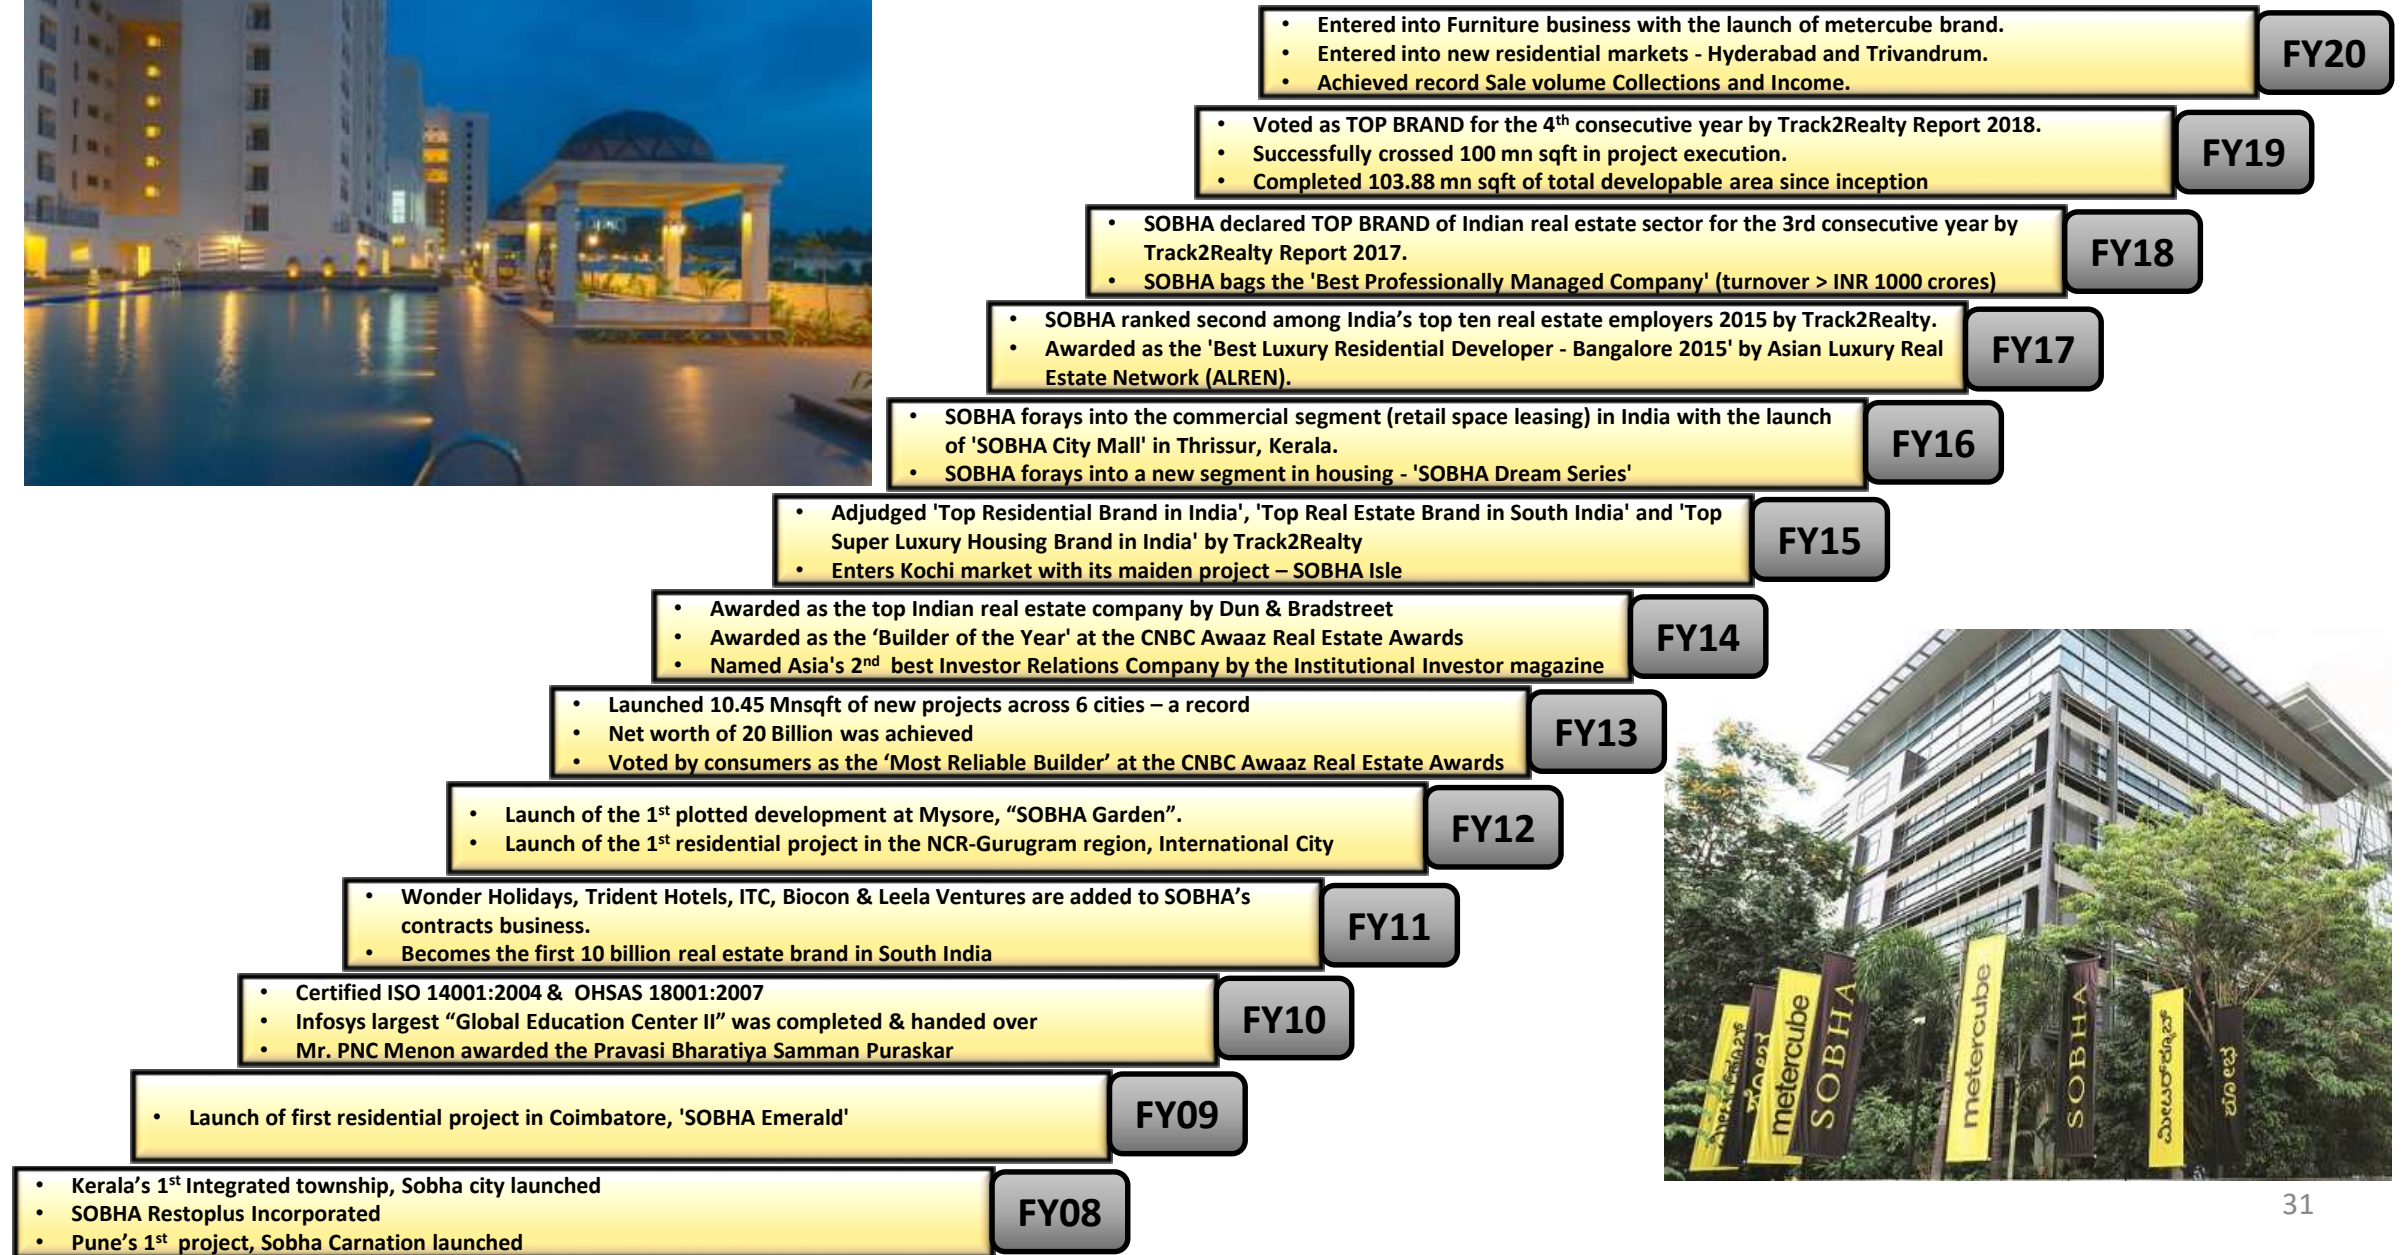 • Entered into Furniture business with the launch of metercube brand.
• Entered into new residential markets - Hyderabad and Trivandrum.
• Achieved record Sale volume Collections and Income.
FY20
• Voted as TOP BRAND for the 4th consecutive year by Track2Realty Report 2018.
• Successfully crossed 100 mn sqft in project execution.
• Completed 103.88 mn sqft of total developable area since inception
FY19
• SOBHA declared TOP BRAND of Indian real estate sector for the 3rd consecutive year by
Track2Realty Report 2017.
• SOBHA bags the 'Best Professionally Managed Company' (turnover > INR 1000 crores)
FY18
• SOBHA ranked second among India’s top ten real estate employers 2015 by Track2Realty.
• Awarded as the 'Best Luxury Residential Developer - Bangalore 2015' by Asian Luxury Real
Estate Network (ALREN).
FY17
• SOBHA forays into the commercial segment (retail space leasing) in India with the launch
of 'SOBHA City Mall' in Thrissur, Kerala.
• SOBHA forays into a new segment in housing - 'SOBHA Dream Series'
FY16
• Adjudged 'Top Residential Brand in India', 'Top Real Estate Brand in South India' and 'Top
Super Luxury Housing Brand in India' by Track2Realty
• Enters Kochi market with its maiden project – SOBHA Isle
FY15
• Awarded as the top Indian real estate company by Dun & Bradstreet
• Awarded as the ‘Builder of the Year' at the CNBC Awaaz Real Estate Awards
• Named Asia's 2nd best Investor Relations Company by the Institutional Investor magazine
FY14
• Launched 10.45 Mnsqft of new projects across 6 cities – a record
• Net worth of 20 Billion was achieved
• Voted by consumers as the ‘Most Reliable Builder’ at the CNBC Awaaz Real Estate Awards
FY13
• Launch of the 1st plotted development at Mysore, “SOBHA Garden”.
• Launch of the 1st residential project in the NCR-Gurugram region, International City
FY12
• Wonder Holidays, Trident Hotels, ITC, Biocon & Leela Ventures are added to SOBHA’s
contracts business.
• Becomes the first 10 billion real estate brand in South India
FY11
• Certified ISO 14001:2004 & OHSAS 18001:2007
• Infosys largest “Global Education Center II” was completed & handed over
• Mr. PNC Menon awarded the Pravasi Bharatiya Samman Puraskar
FY10
• Launch of first residential project in Coimbatore, 'SOBHA Emerald'
FY09
• Kerala’s 1st Integrated township, Sobha city launched
• SOBHA Restoplus Incorporated
• Pune’s 1st project, Sobha Carnation launched
FY08
metercube
SOBHA
metercube
SOBHA
31